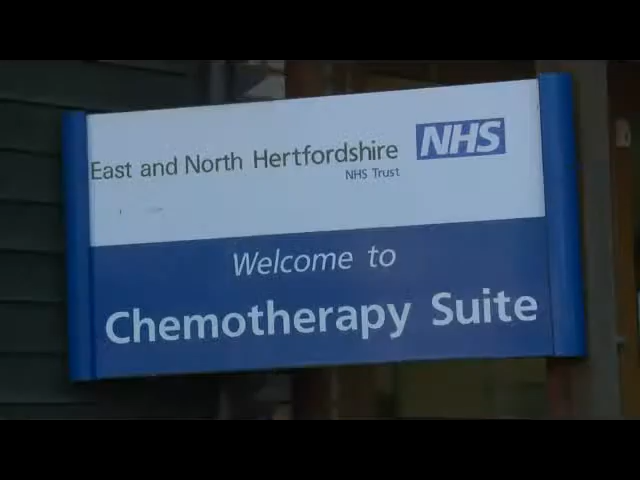 East and North Hertfordshire
NHS
NHS Trust
Welcome to
Chemotherapy Suite